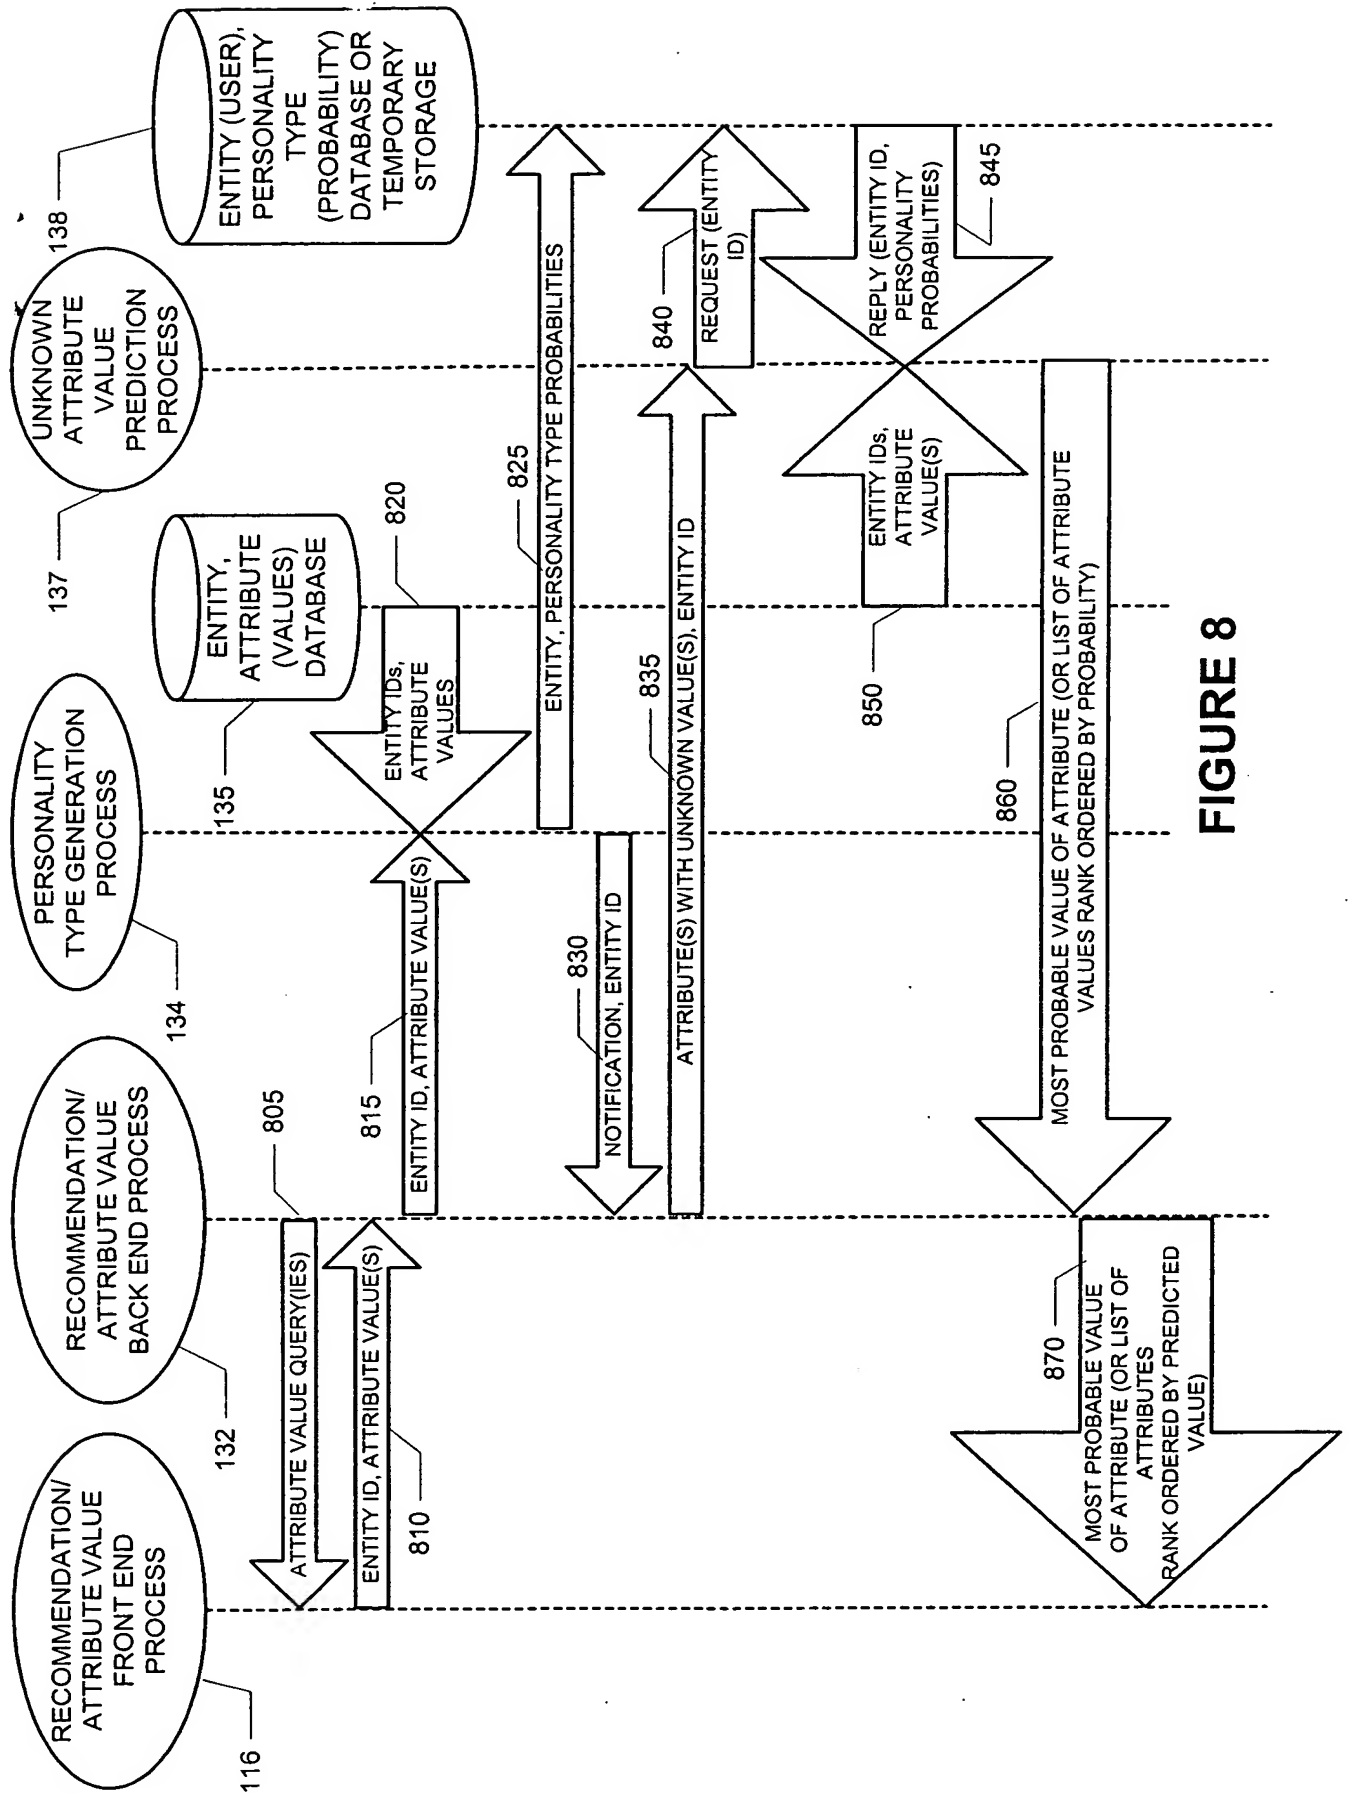 RECOMMENDATION/
ATTRIBUTE VALUE
FRONT END
PROCESS
116
RECOMMENDATION/
ATTRIBUTE VALUE
BACK END PROCESS
132
PERSONALITY
TYPE GENERATION
PROCESS
134
ENTITY,
ATTRIBUTE
(VALUES)
DATABASE
135
UNKNOWN
ATTRIBUTE
VALUE
PREDICTION
PROCESS
137
ENTITY (USER),
PERSONALITY
TYPE
(PROBABILITY)
DATABASE OR
TEMPORARY
STORAGE
138
805
ATTRIBUTE VALUE QUERY(IES)
ENTITY ID, ATTRIBUTE VALUE(S)
810
815
ENTITY ID, ATTRIBUTE VALUE(S)
820
ENTITY IDs,
ATTRIBUTE
VALUES
825
ENTITY, PERSONALITY TYPE PROBABILITIES
830
NOTIFICATION, ENTITY ID
835
ATTRIBUTE(S) WITH UNKNOWN VALUE(S), ENTITY ID
840
REQUEST (ENTITY
ID)
REPLY (ENTITY ID,
PERSONALITY
PROBABILITIES)
845
ENTITY IDs,
ATTRIBUTE
VALUE(S)
850
860
MOST PROBABLE VALUE OF ATTRIBUTE (OR LIST OF ATTRIBUTE
VALUES RANK ORDERED BY PROBABILITY)
870
MOST PROBABLE VALUE
OF ATTRIBUTE (OR LIST OF
ATTRIBUTES
RANK ORDERED BY PREDICTED
VALUE)
FIGURE 8